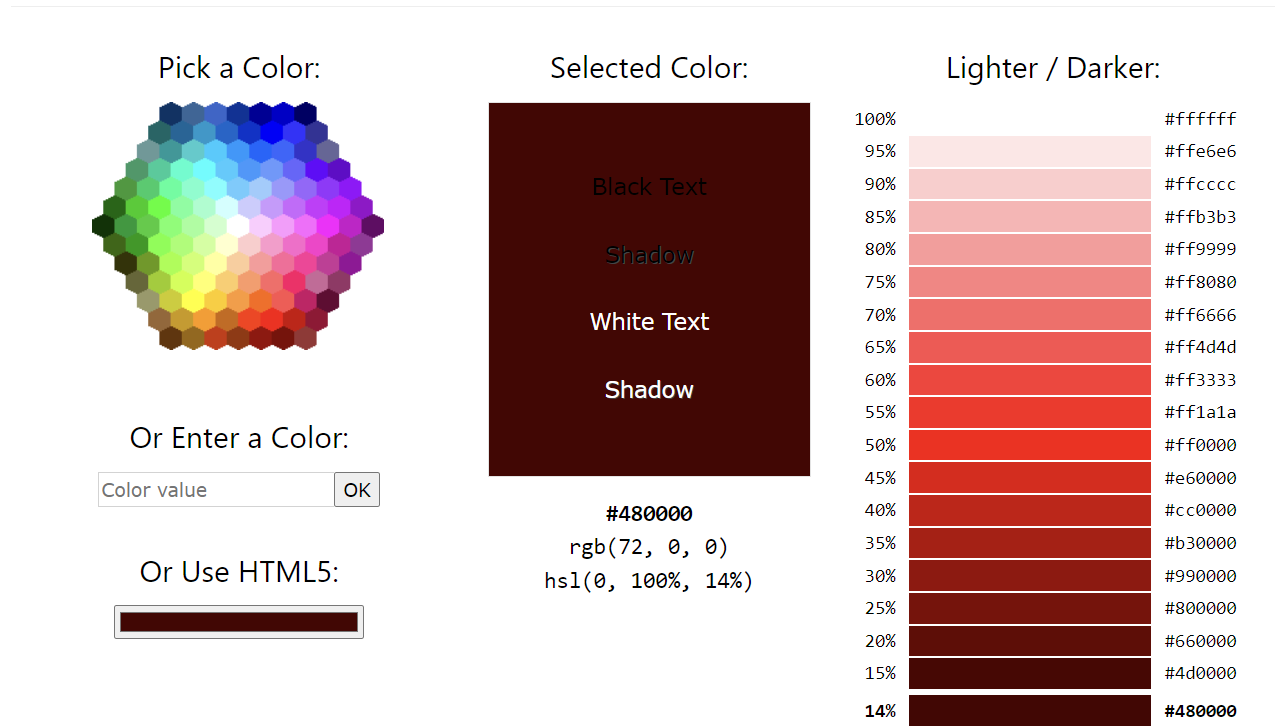 Pick a Color:
Or Enter a Color:
Color value
OK
Or Use HTML5:
Selected Color:
Black Text
Shadow
White Text
Shadow
#480000
rgb(72, 0, 0)
hsl(0, 100%, 14%)
Lighter / Darker:
100% #ffffff
95% #ffe6e6
90% #ffcccc
85% #ffb3b3
80% #ff9999
75% #ff8080
70% #ff6666
65% #ff4d4d
60% #ff3333
55% #ff1a1a
50% #ff0000
45% #e60000
40% #cc0000
35% #b30000
30% #990000
25% #800000
20% #660000
15% #4d0000
14% #480000